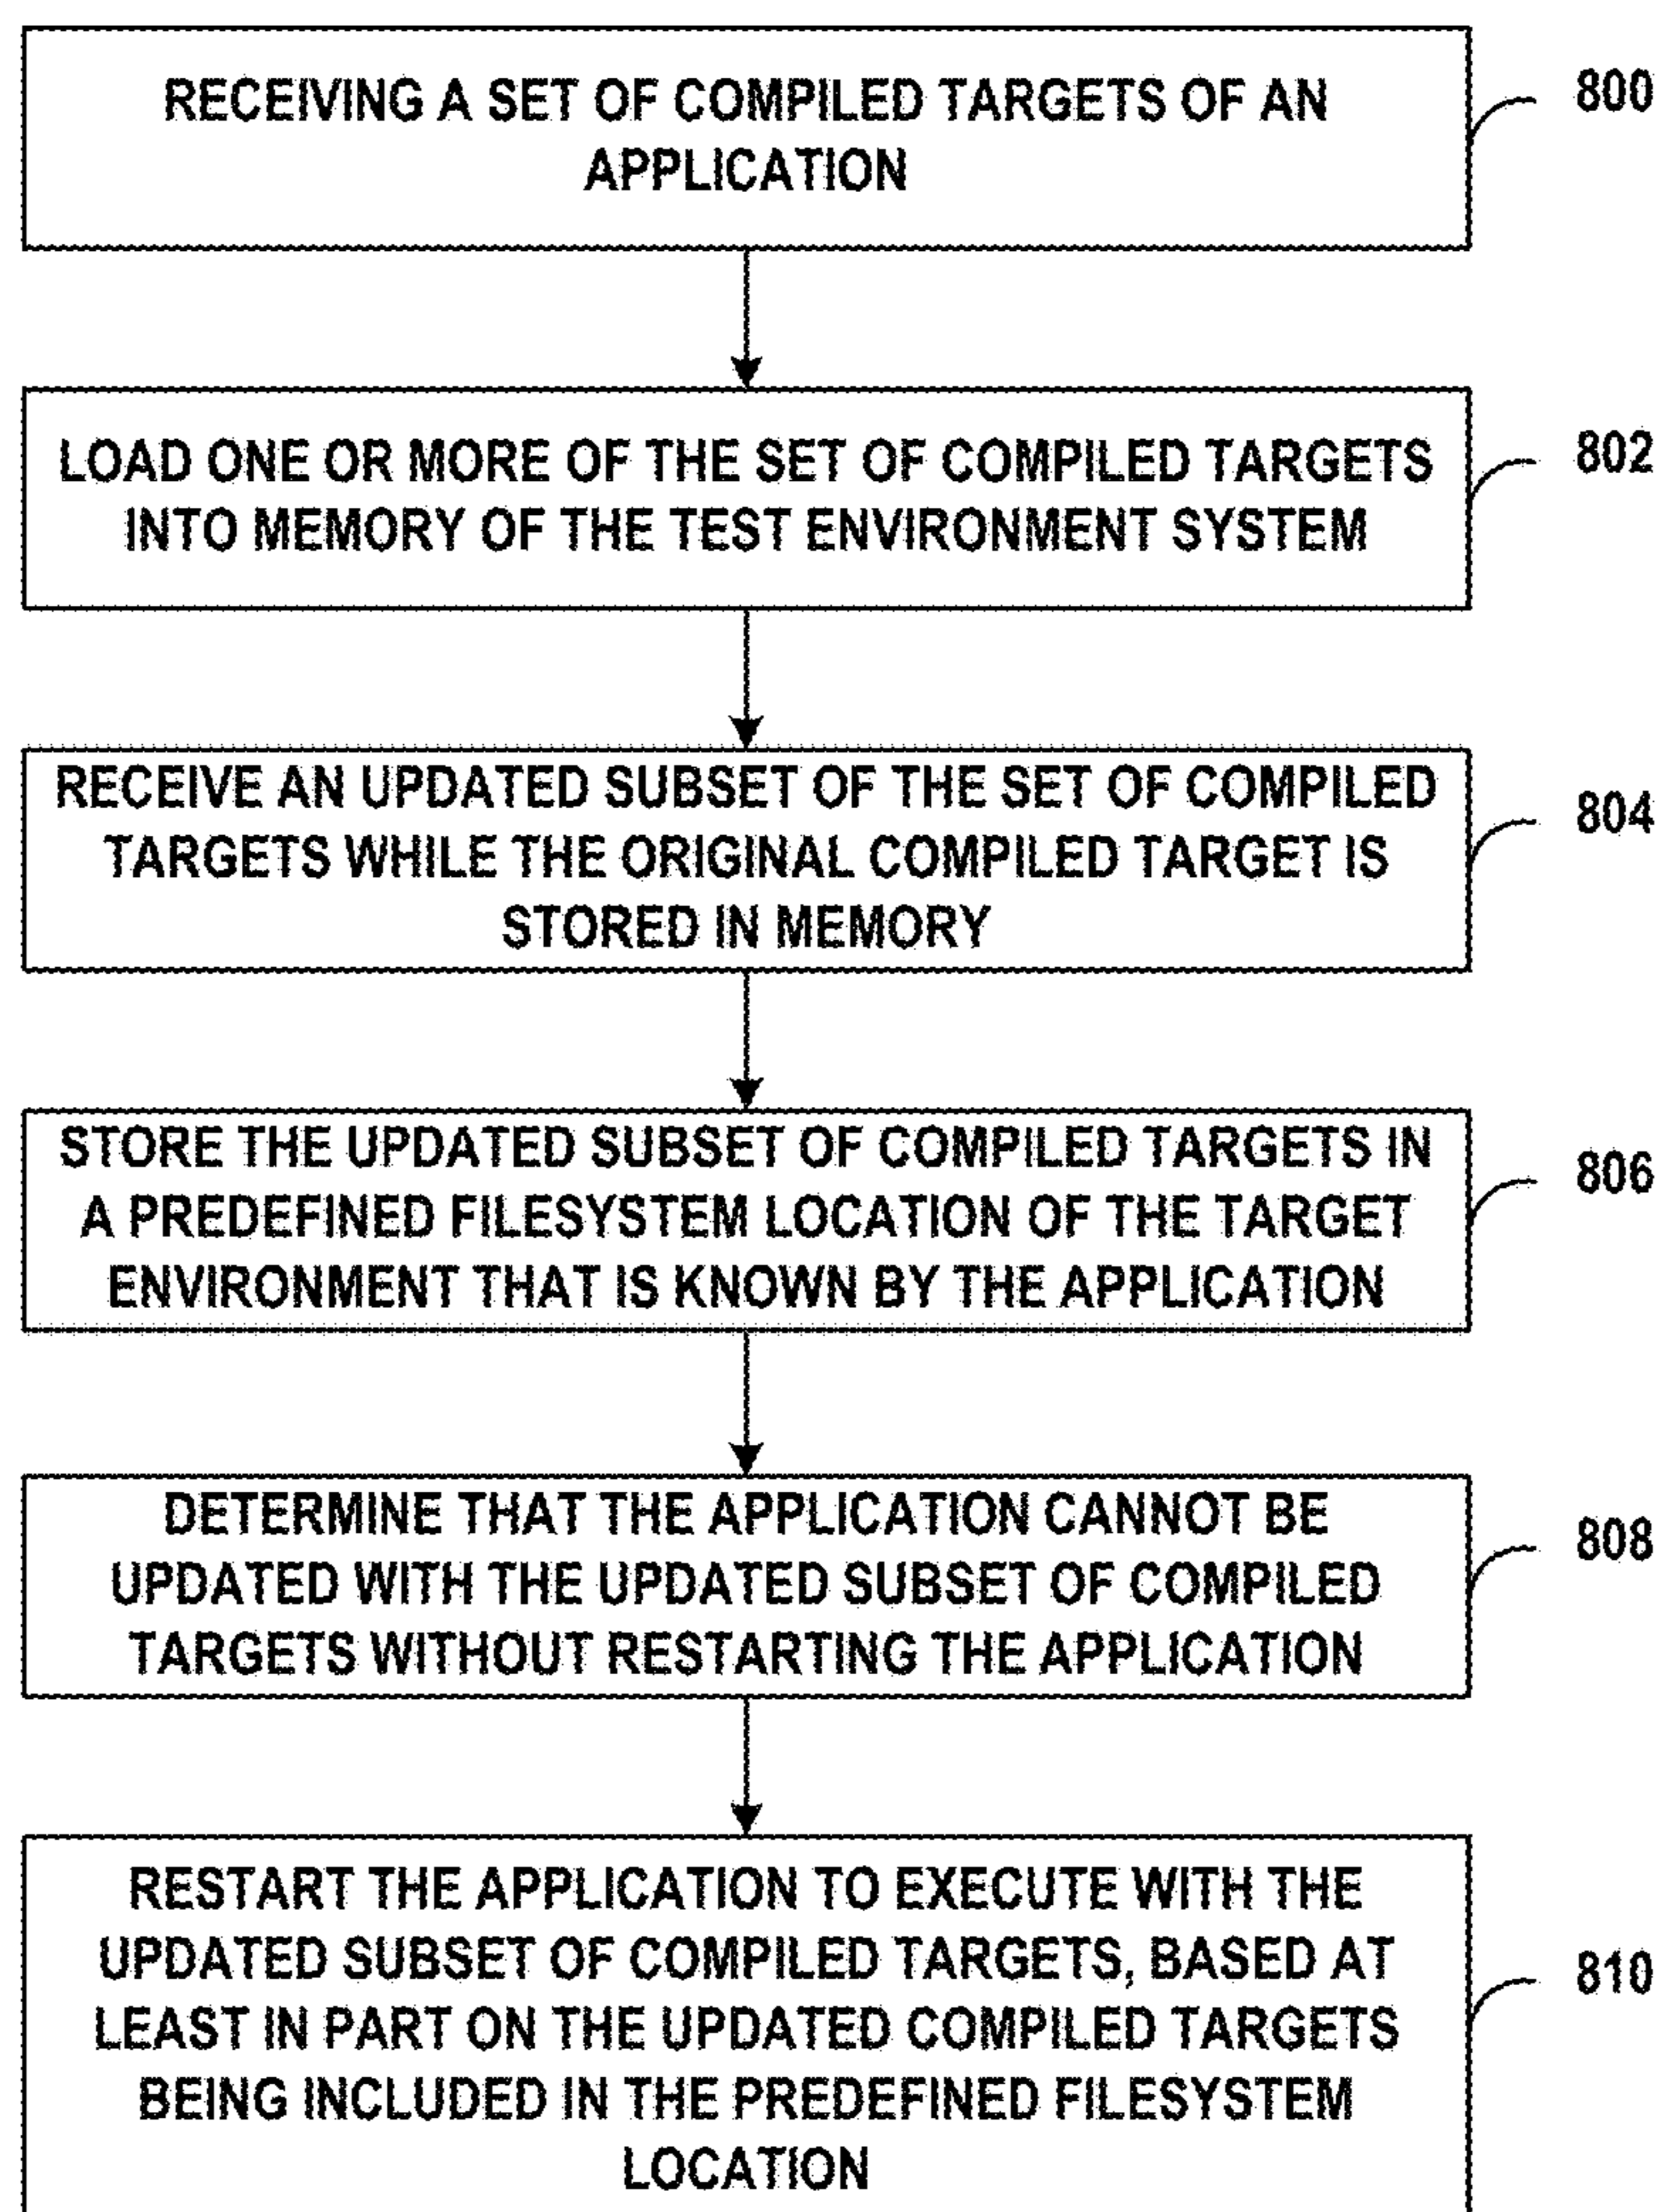 RECEIVING A SET OF COMPILED TARGETS OF AN
APPLICATION
800
LOAD ONE OR MORE OF THE SET OF COMPILED TARGETS
INTO MEMORY OF THE TEST ENVIRONMENT SYSTEM
802
RECEIVE AN UPDATED SUBSET OF THE SET OF COMPILED
TARGETS WHILE THE ORIGINAL COMPILED TARGET IS
STORED IN MEMORY
804
STORE THE UPDATED SUBSET OF COMPILED TARGETS IN
A PREDEFINED FILESYSTEM LOCATION OF THE TARGET
ENVIRONMENT THAT IS KNOWN BY THE APPLICATION
806
DETERMINE THAT THE APPLICATION CANNOT BE
UPDATED WITH THE UPDATED SUBSET OF COMPILED
TARGETS WITHOUT RESTARTING THE APPLICATION
808
RESTART THE APPLICATION TO EXECUTE WITH THE
UPDATED SUBSET OF COMPILED TARGETS, BASED AT
LEAST IN PART ON THE UPDATED COMPILED TARGETS
BEING INCLUDED IN THE PREDEFINED FILESYSTEM
LOCATION
810